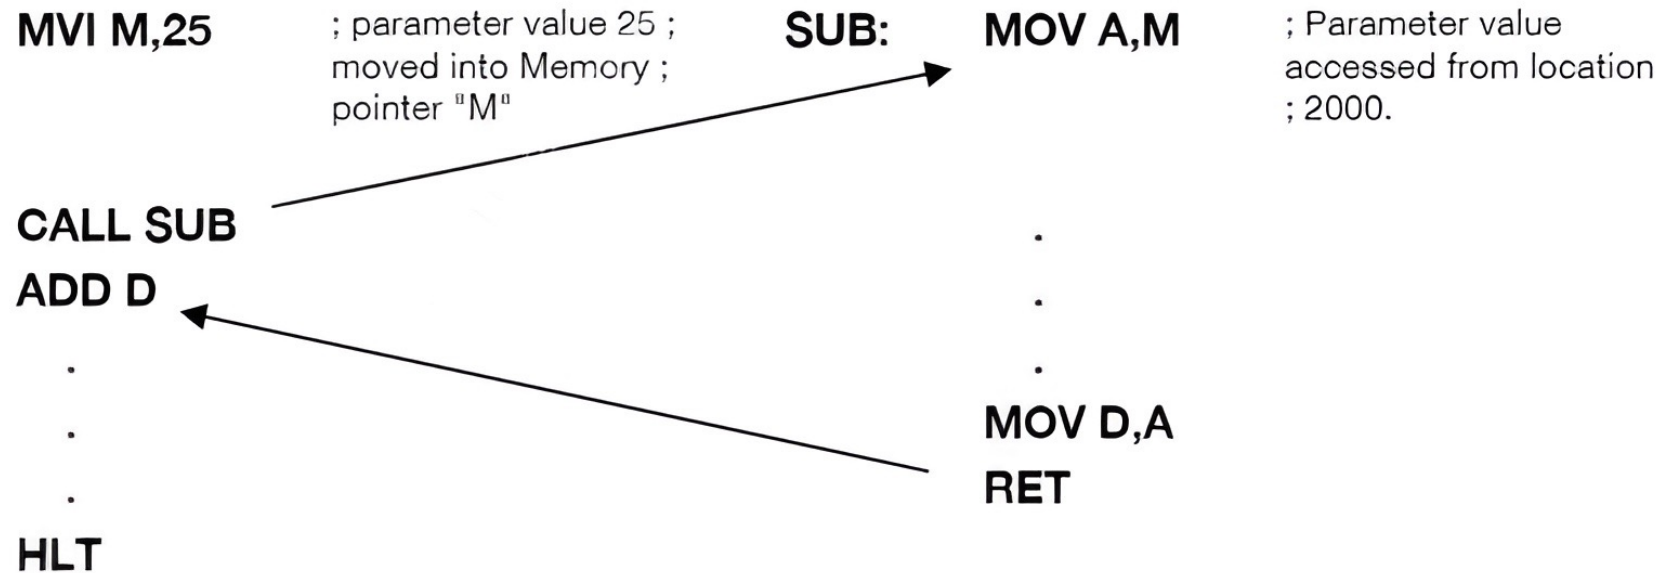 MVI M,25 ; parameter value 25 ; SUB: MOV A,M ; Parameter value
moved into Memory ; accessed from location
pointer "M" ; 2000.
CALL SUB .
ADD D .
. .
. MOV D,A
. RET
HLT